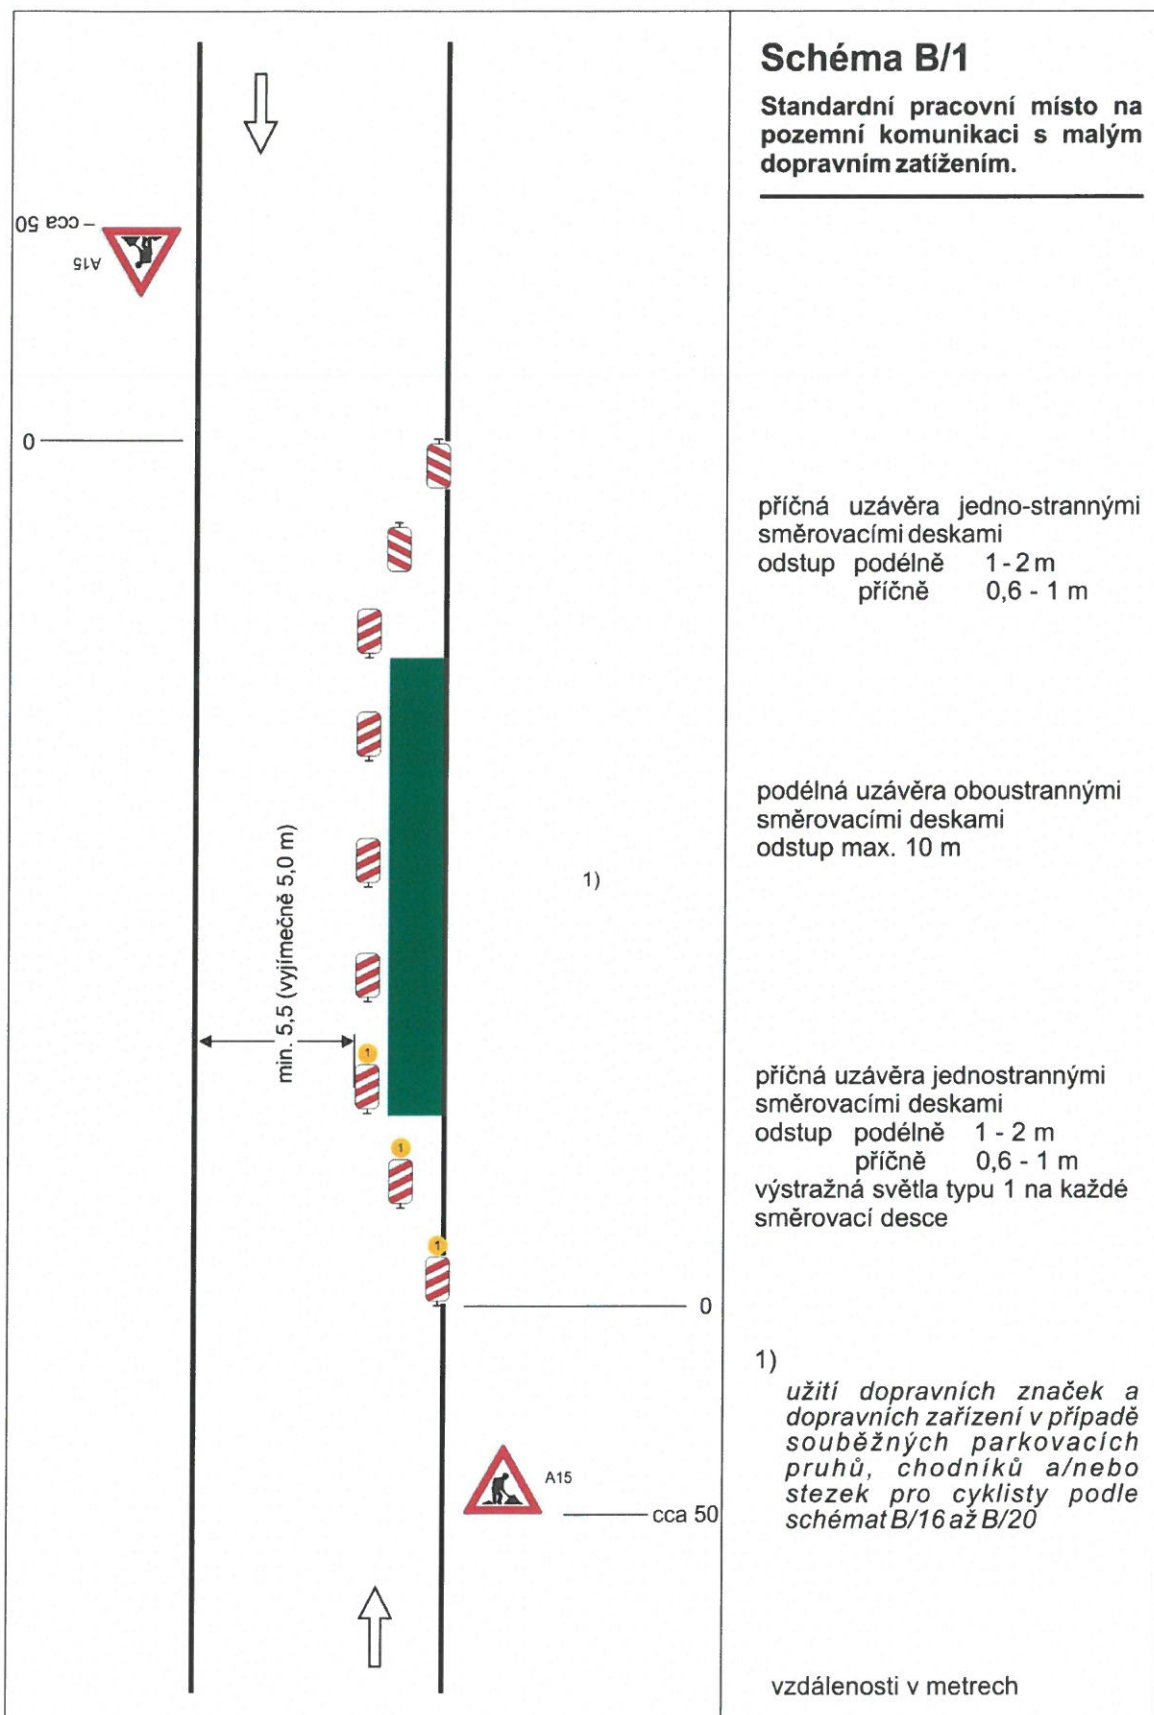 Schéma B/1
Standardní pracovní místo na
pozemní komunikaci s malým
dopravním zatížením.
cca 50
A15
0
příčná uzávěra jedno-strannými
směrovacími deskami
odstup podélně 1 - 2 m
příčně 0,6 - 1 m
podélná uzávěra oboustrannými
směrovacími deskami
odstup max. 10 m
min. 5,5 (vyjímečně 5,0 m)
1)
1
příčná uzávěra jednostrannými
směrovacími deskami
odstup podélně 1 - 2 m
příčně 0,6 - 1 m
výstražná světla typu 1 na každé
směrovací desce
1
1
0
1)
užití dopravních značek a
dopravních zařízení v případě
souběžných parkovacích
pruhů, chodníků a/nebo
stezek pro cyklisty podle
schémat B/16 až B/20
A15
cca 50
vzdálenosti v metrech